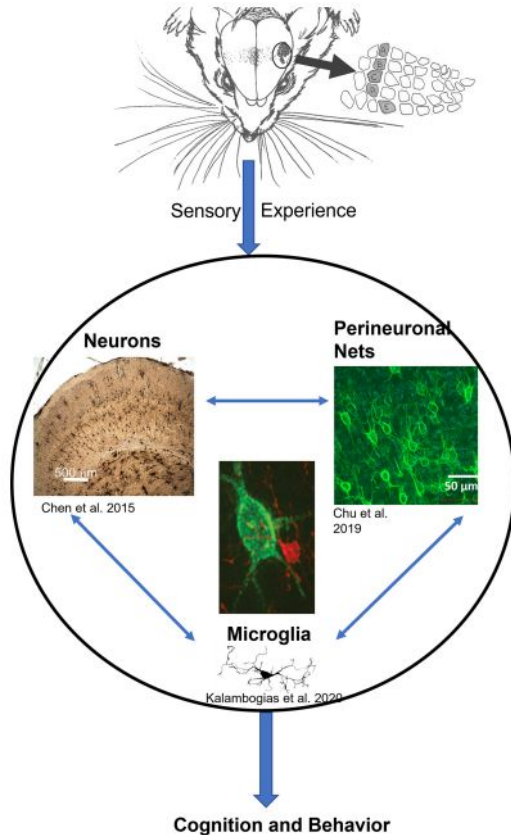 A
B
C
D
E
Sensory Experience
Neurons
Perineuronal
Nets
500 µm
50 µm
Chen et al. 2015
Chu et al.
2019
Microglia
Kalambogias et al. 2020
Cognition and Behavior